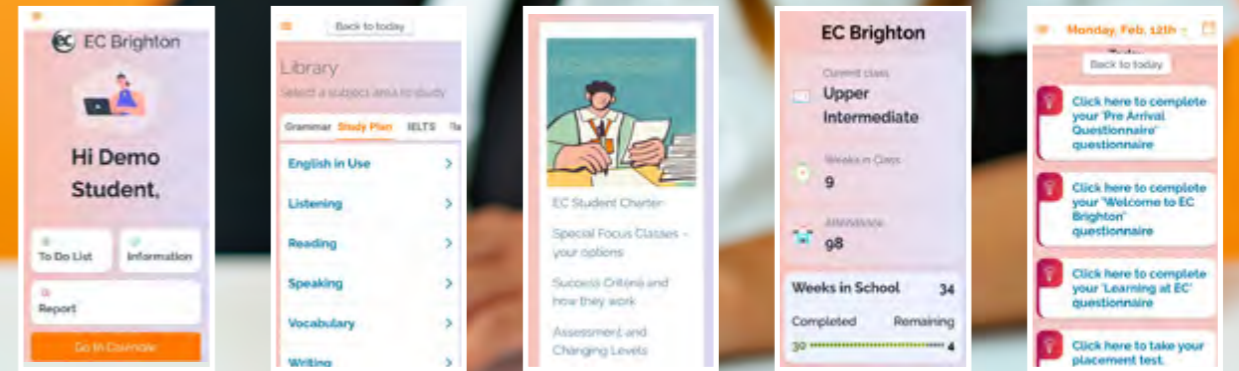 EC Brighton
Hi Demo
Student,
To Do List
Information
Report
Go to Calendar
Back to today
Library
Select a subject area to study
Grammar
Study Plan
IELTS
English in Use
Listening
Reading
Speaking
Vocabulary
Writing
EC Student Charter
Special Focus Classes –
your options
Success Criteria and
how they work
Assessment and
Changing Levels
EC Brighton
Current class
Upper
Intermediate
Weeks in Class
9
Attendance
98
Weeks in School 34
Completed Remaining
30 4
Monday, Feb. 12th
Today
Back to today
Click here to complete
your 'Pre Arrival
Questionnaire'
questionnaire
Click here to complete
your 'Welcome to EC
Brighton'
questionnaire
Click here to complete
your 'Learning at EC'
questionnaire
Click here to take your
placement test.